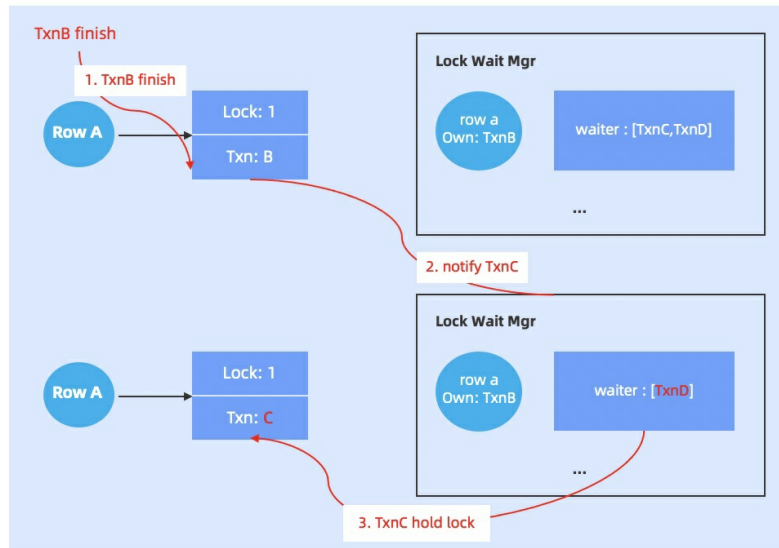 TxnB finish
1. TxnB finish
Row A
Lock: 1
Txn: B
Lock Wait Mgr
row a
Own: TxnB
waiter : [TxnC,TxnD]
...
2. notify TxnC
Row A
Lock: 1
Txn: C
Lock Wait Mgr
row a
Own: TxnB
waiter : [TxnD]
...
3. TxnC hold lock